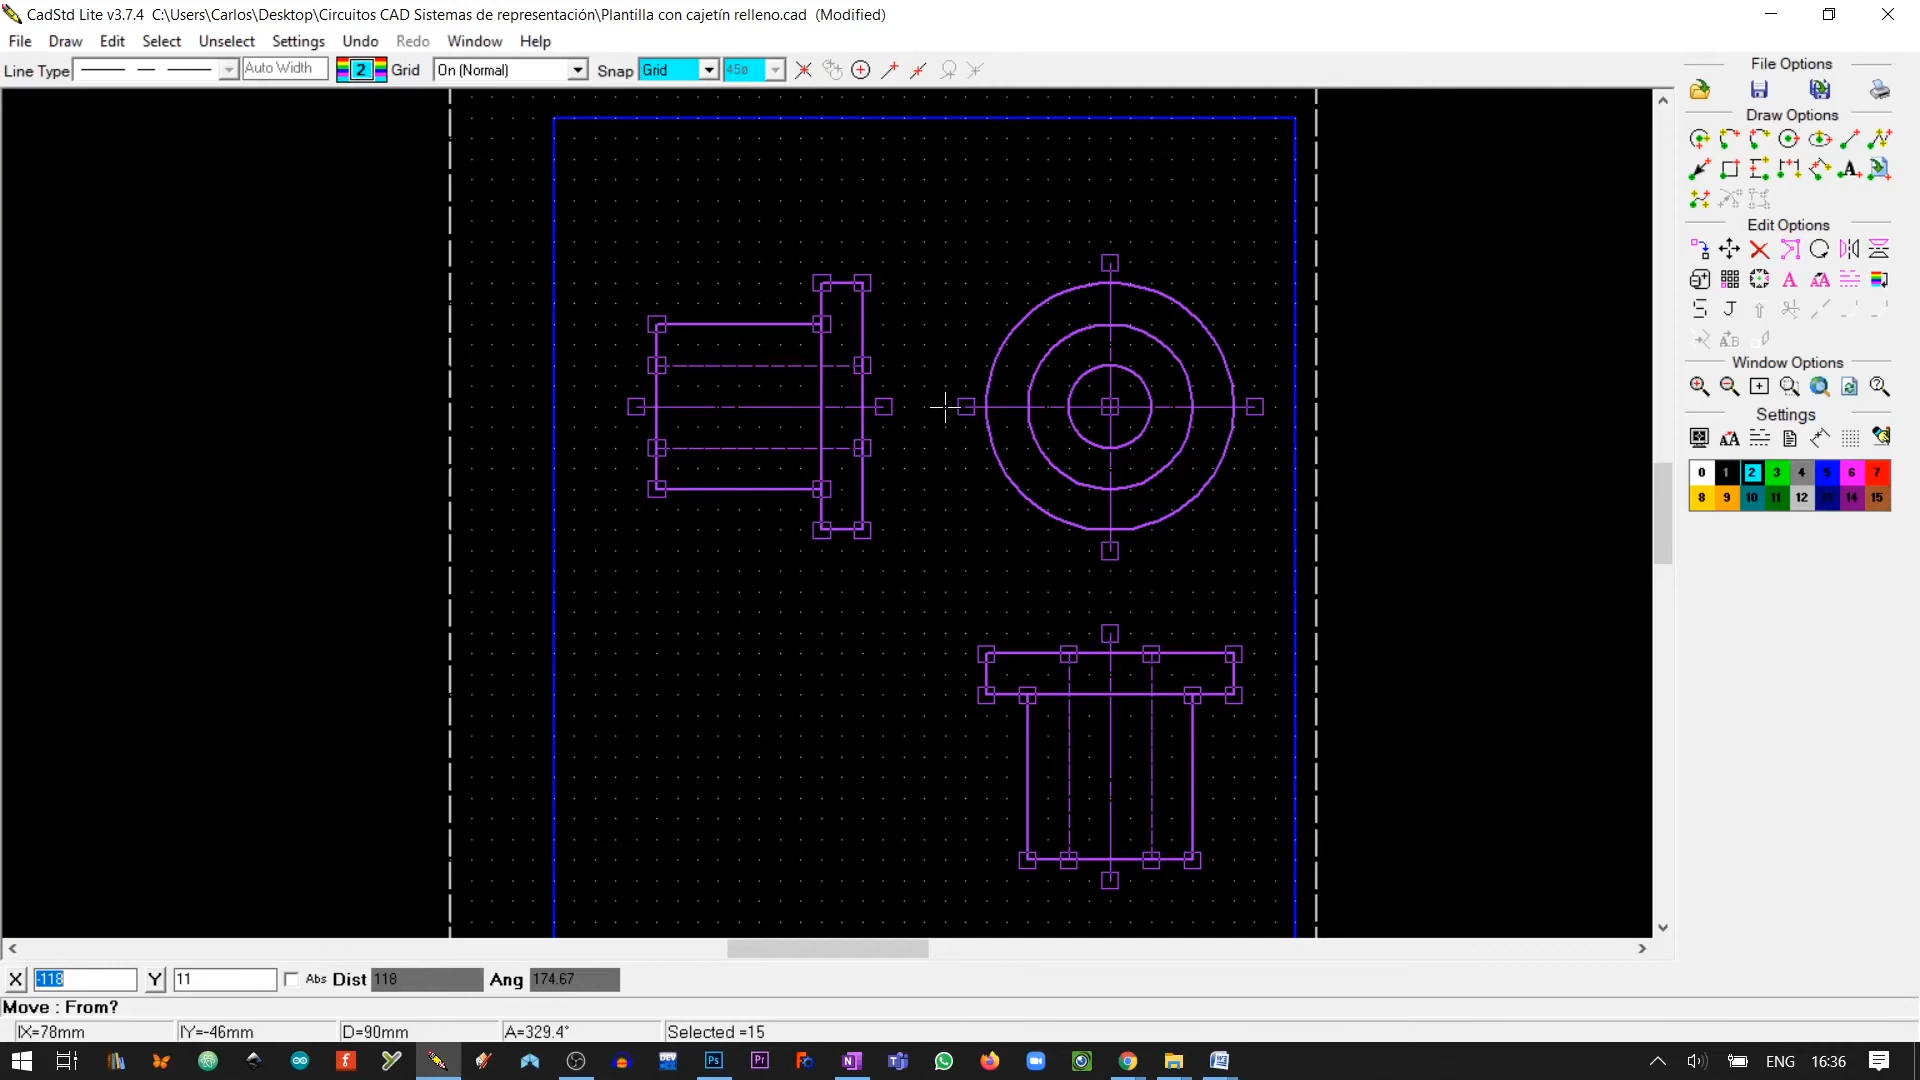 CadStd Lite v3.7.4 C:\Users\Carlos\Desktop\Circuitos CAD Sistemas de representación\Plantilla con cajetín relleno.cad (Modified)
File Draw Edit Select Unselect Settings Undo Redo Window Help
Line Type Auto Width 2 Grid On (Normal) Snap Grid 45ø
File Options
Draw Options
Edit Options
Window Options
Settings
0 1 2 3 4 5 6 7
8 9 10 11 12 13 14 15
X -118 Y 11 Abs Dist 118 Ang 174.67
Move : From?
IX=78mm IY=-46mm D=90mm A=329.4° Selected =15
ENG 16:36